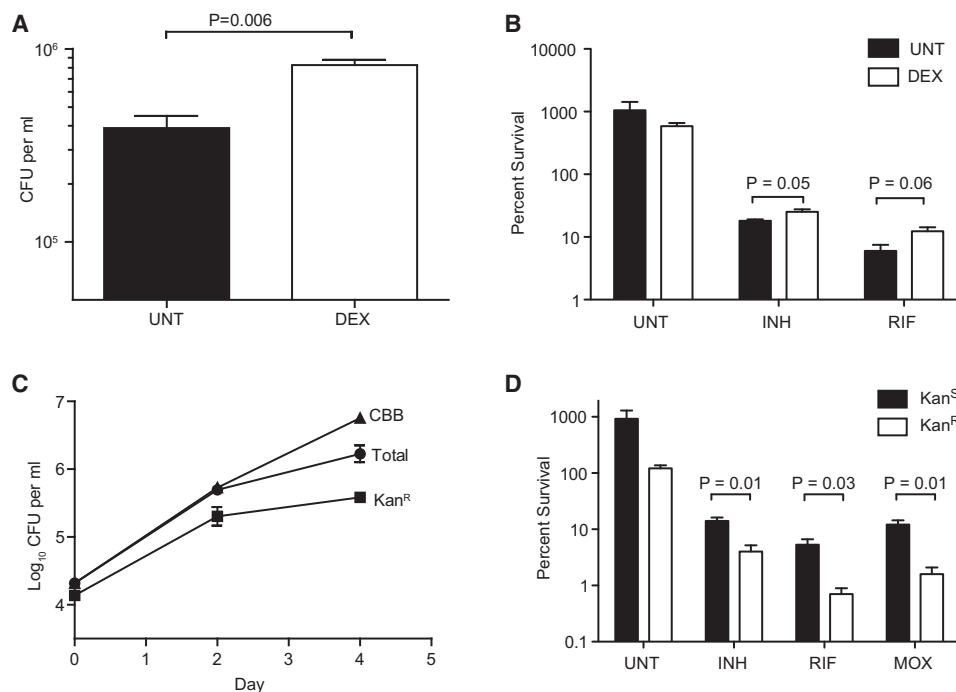 A
P=0.006
10⁶
10⁵
CFU per ml
UNT DEX
B
UNT
DEX
10000
1000
100
10
1
Percent Survival
P = 0.05 P = 0.06
UNT INH RIF
C
7
6
5
4
Log₁₀ CFU per ml
CBB
Total
Kanᴿ
0 1 2 3 4 5
Day
D
Kanˢ
Kanᴿ
1000
100
10
1
0.1
Percent Survival
P = 0.01 P = 0.03 P = 0.01
UNT INH RIF MOX